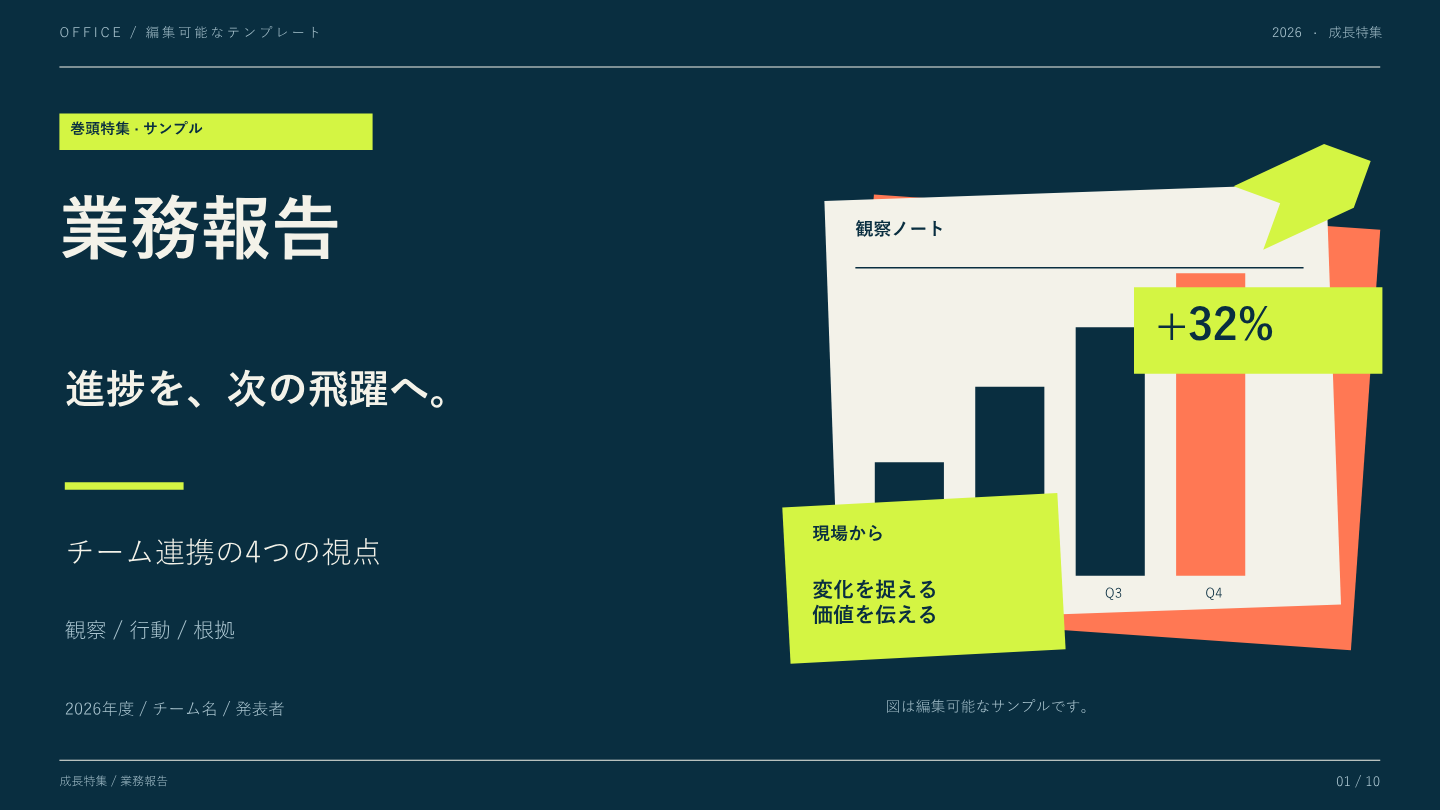 OFFICE / 編集可能なテンプレート
2026 · 成長特集
巻頭特集 · サンプル
業務報告
進捗を、次の飛躍へ。
チーム連携の4つの視点
観察 / 行動 / 根拠
2026年度 / チーム名 / 発表者
観察ノート
+32%
現場から
変化を捉える
価値を伝える
Q3
Q4
図は編集可能なサンプルです。
成長特集 / 業務報告
01 / 10